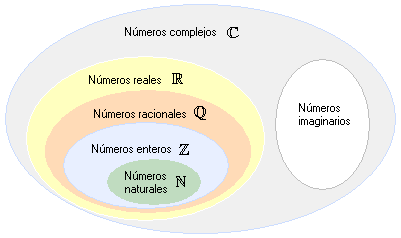 Números complejos ℂ
Números reales ℝ
Números racionales ℚ
Números
imaginarios
Números enteros ℤ
Números
naturales ℕ